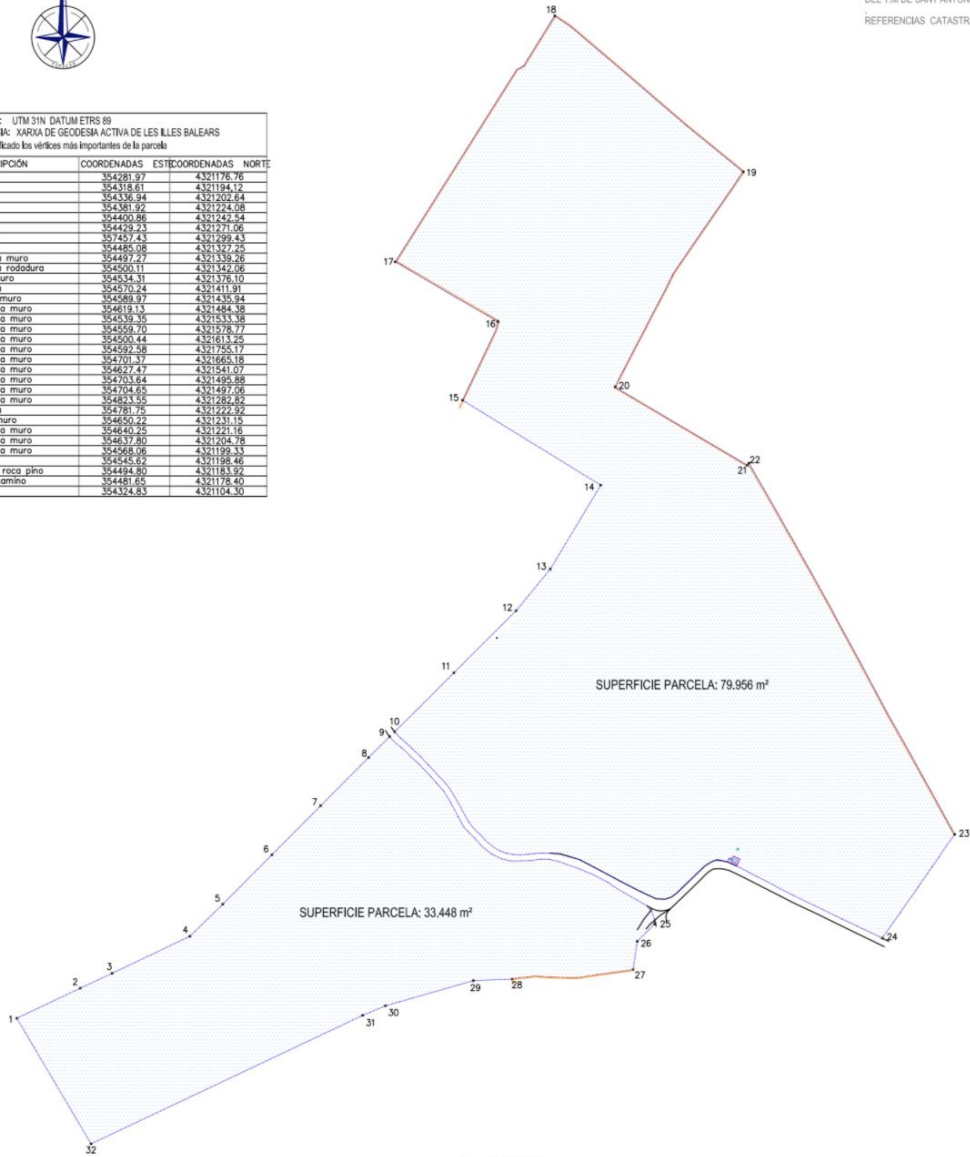 DEL T.M DE SANT ANTONI
REFERENCIAS CATASTR
: UTM 31N DATUM ETRS 89
IA: XARXA DE GEODESIA ACTIVA DE LES ILLES BALEARS
ficado los vértices más importantes de la parcela
IPCIÓN COORDENADAS ESTE COORDENADAS NORTE
354281.97 4321176.76
354318.61 4321194,12
354336.94 4321202.64
354381.92 4321224.08
354400.86 4321242.54
354429.23 4321271.06
357457.43 4321299.43
354485.08 4321327.25
a muro 354497.27 4321339,26
a rodadura 354500.11 4321342.06
uro 354534.31 4321376.10
354570.24 4321411.91
muro 354589.97 4321435.94
a muro 354619.13 4321484.38
a muro 354539.35 4321533.38
a muro 354559.70 4321578.77
a muro 354500.44 4321613.25
a muro 354592.58 4321755.17
a muro 354701.37 4321665.18
a muro 354627.47 4321541.07
a muro 354703.64 4321495.88
a muro 354704.65 4321497.06
a muro 354823.55 4321282,82
354781.75 4321222.92
muro 354650.22 4321231.15
a muro 354640.25 4321221.16
a muro 354637.80 4321204.78
a muro 354568.06 4321199.33
354545.62 4321198.46
roca pino 354494.80 4321183.92
camino 354481.65 4321178.40
354324.83 4321104.30
18
19
17
16
20
15
22
21
14
13
12
11
SUPERFICIE PARCELA: 79.956 m²
10
9
8
7
23
6
SUPERFICIE PARCELA: 33.448 m²
5
25
4
24
26
3
27
2
29
28
30
1
31
32